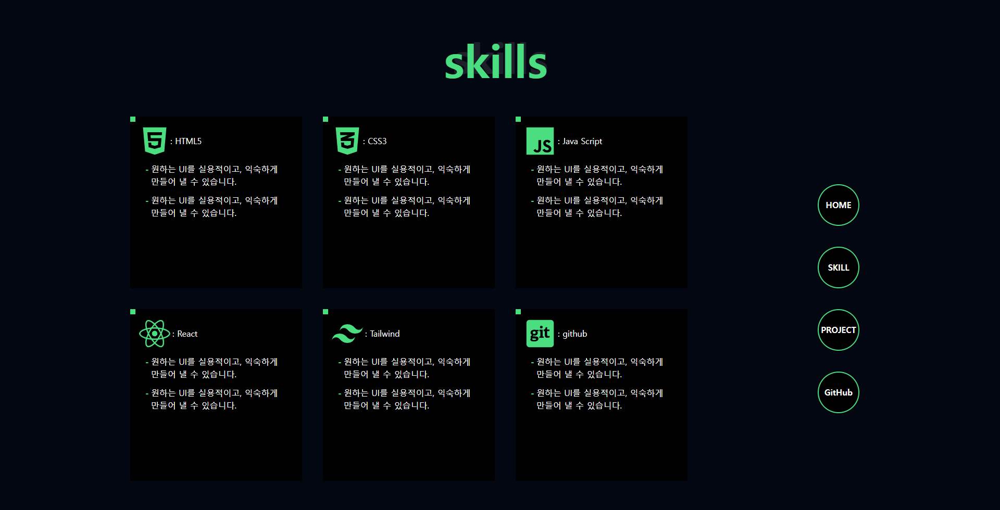 skills
5 : HTML5
- 원하는 UI를 실용적이고, 익숙하게
만들어 낼 수 있습니다.
- 원하는 UI를 실용적이고, 익숙하게
만들어 낼 수 있습니다.
3 : CSS3
- 원하는 UI를 실용적이고, 익숙하게
만들어 낼 수 있습니다.
- 원하는 UI를 실용적이고, 익숙하게
만들어 낼 수 있습니다.
JS : Java Script
- 원하는 UI를 실용적이고, 익숙하게
만들어 낼 수 있습니다.
- 원하는 UI를 실용적이고, 익숙하게
만들어 낼 수 있습니다.
: React
- 원하는 UI를 실용적이고, 익숙하게
만들어 낼 수 있습니다.
- 원하는 UI를 실용적이고, 익숙하게
만들어 낼 수 있습니다.
: Tailwind
- 원하는 UI를 실용적이고, 익숙하게
만들어 낼 수 있습니다.
- 원하는 UI를 실용적이고, 익숙하게
만들어 낼 수 있습니다.
git : github
- 원하는 UI를 실용적이고, 익숙하게
만들어 낼 수 있습니다.
- 원하는 UI를 실용적이고, 익숙하게
만들어 낼 수 있습니다.
HOME
SKILL
PROJECT
GitHub